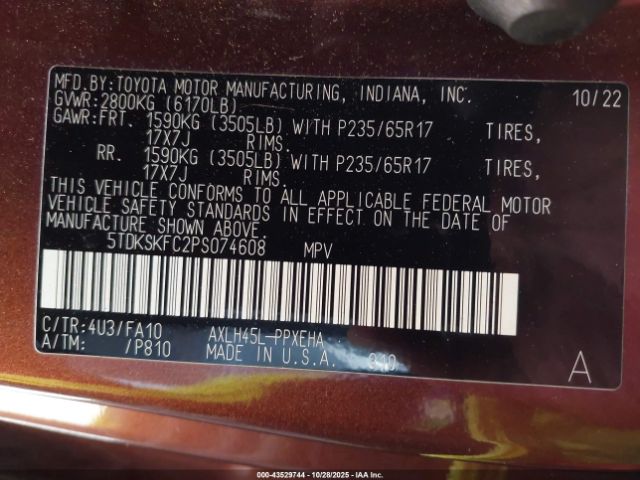 MFD.BY:TOYOTA MOTOR MANUFACTURING, INDIANA, INC. 10/22
GVWR:2800KG (6170LB)
GAWR:FRT. 1590KG (3505LB) WITH P235/65R17 TIRES,
17X7J RIMS.
RR. 1590KG (3505LB) WITH P235/65R17 TIRES,
17X7J RIMS.
THIS VEHICLE CONFORMS TO ALL APPLICABLE FEDERAL MOTOR
VEHICLE SAFETY STANDARDS IN EFFECT ON THE DATE OF
MANUFACTURE SHOWN ABOVE.
5TDKSKFC2PS074608 MPV
C/TR:4U3/FA10 AXLH45L-PPXEHA
A/TM: /P810 MADE IN U.S.A. 310 A
000-43529744 | 10/28/2025 | IAA Inc.